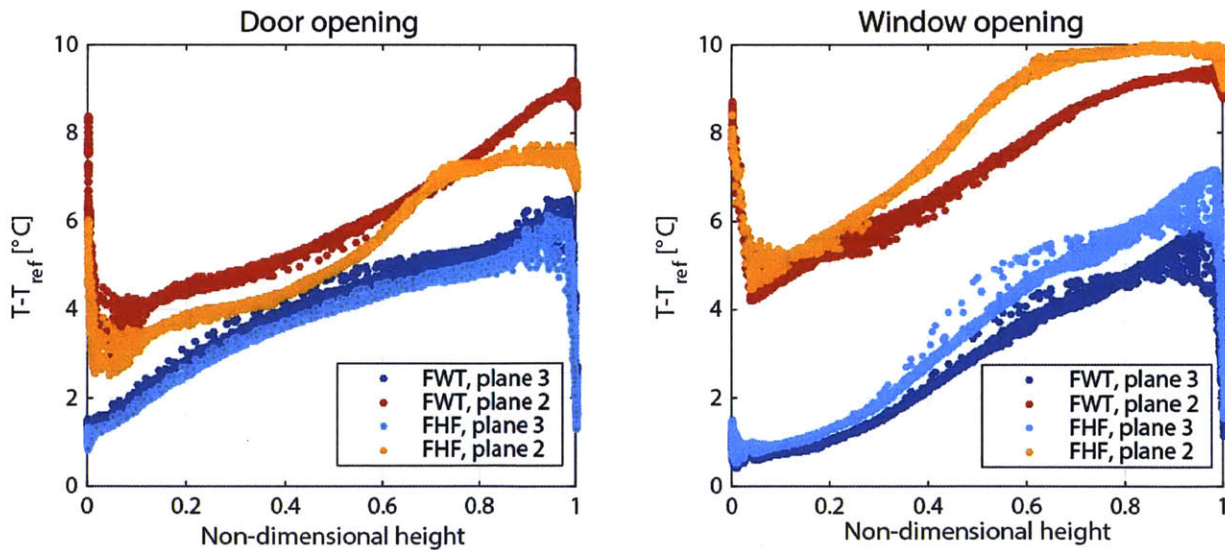 Door opening
10
8
6
4
2
0
T-T_ref [°C]
0 0.2 0.4 0.6 0.8 1
Non-dimensional height
FWT, plane 3
FWT, plane 2
FHF, plane 3
FHF, plane 2
Window opening
10
8
6
4
2
0
T-T_ref [°C]
0 0.2 0.4 0.6 0.8 1
Non-dimensional height
FWT, plane 3
FWT, plane 2
FHF, plane 3
FHF, plane 2